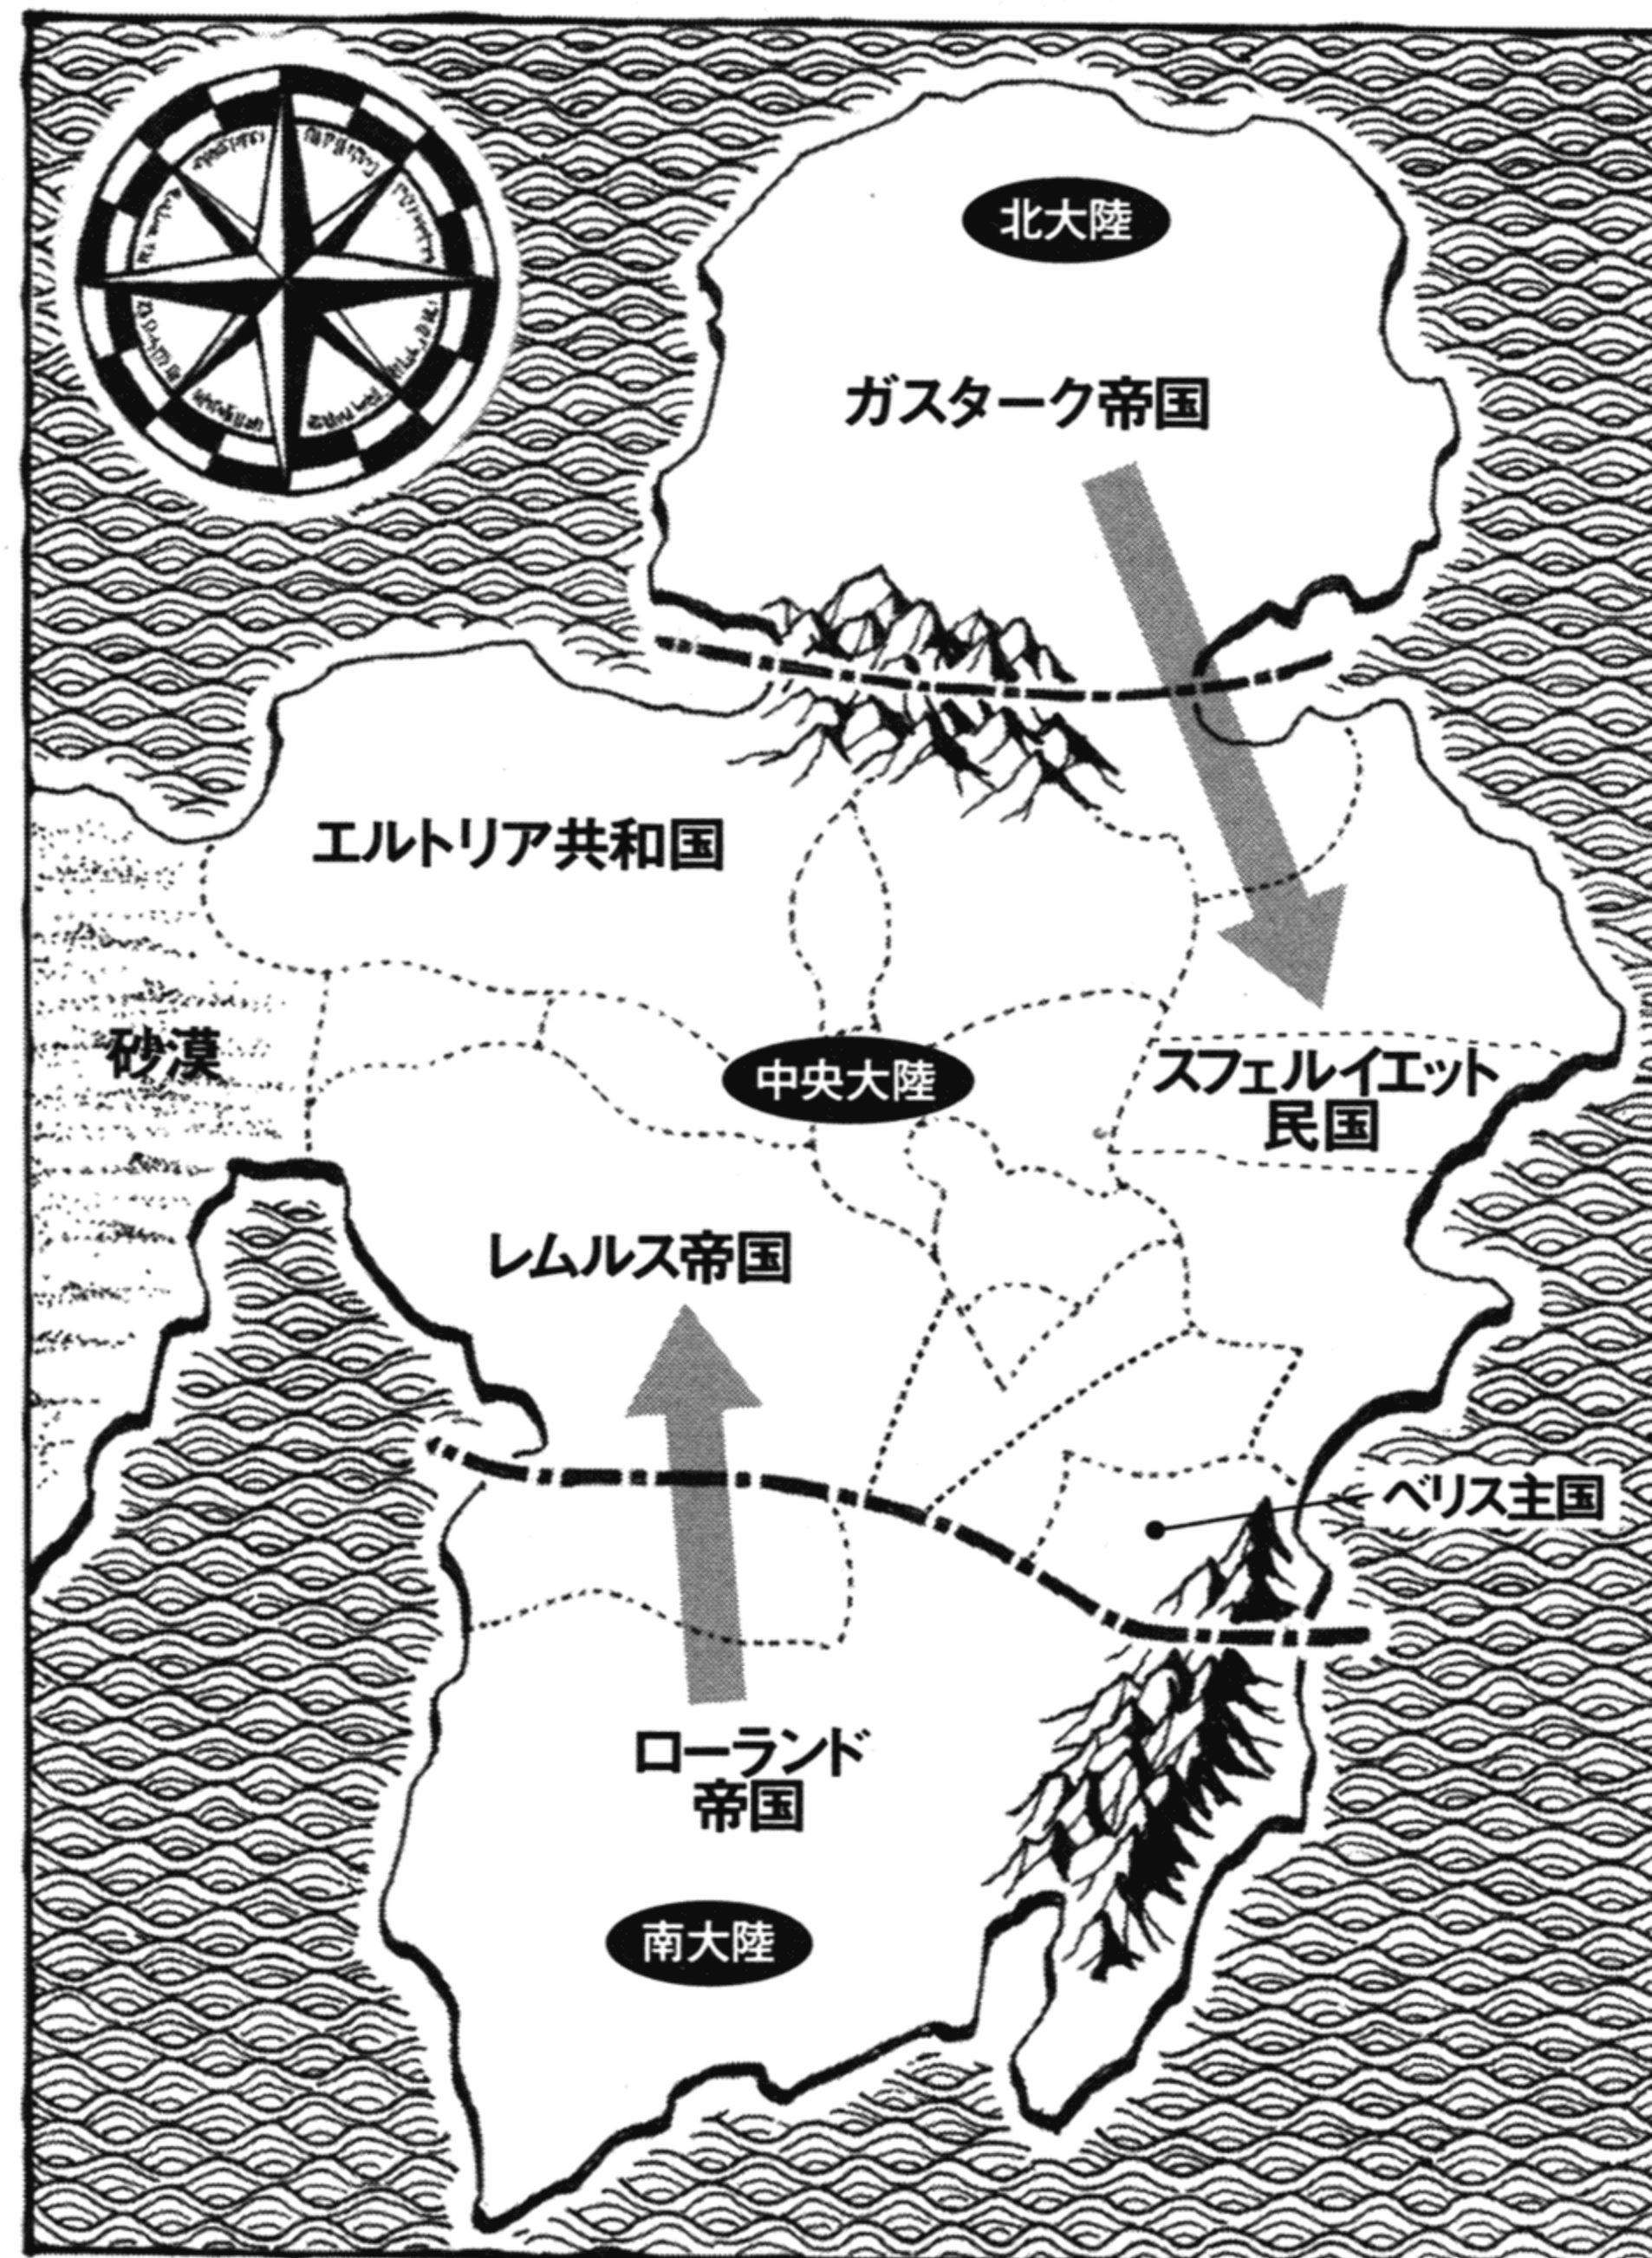 北大陸
ガスターク帝国
エルトリア共和国
砂漠
中央大陸
スフェルイエット
民国
レムルス帝国
ベリス主国
ローランド
帝国
南大陸